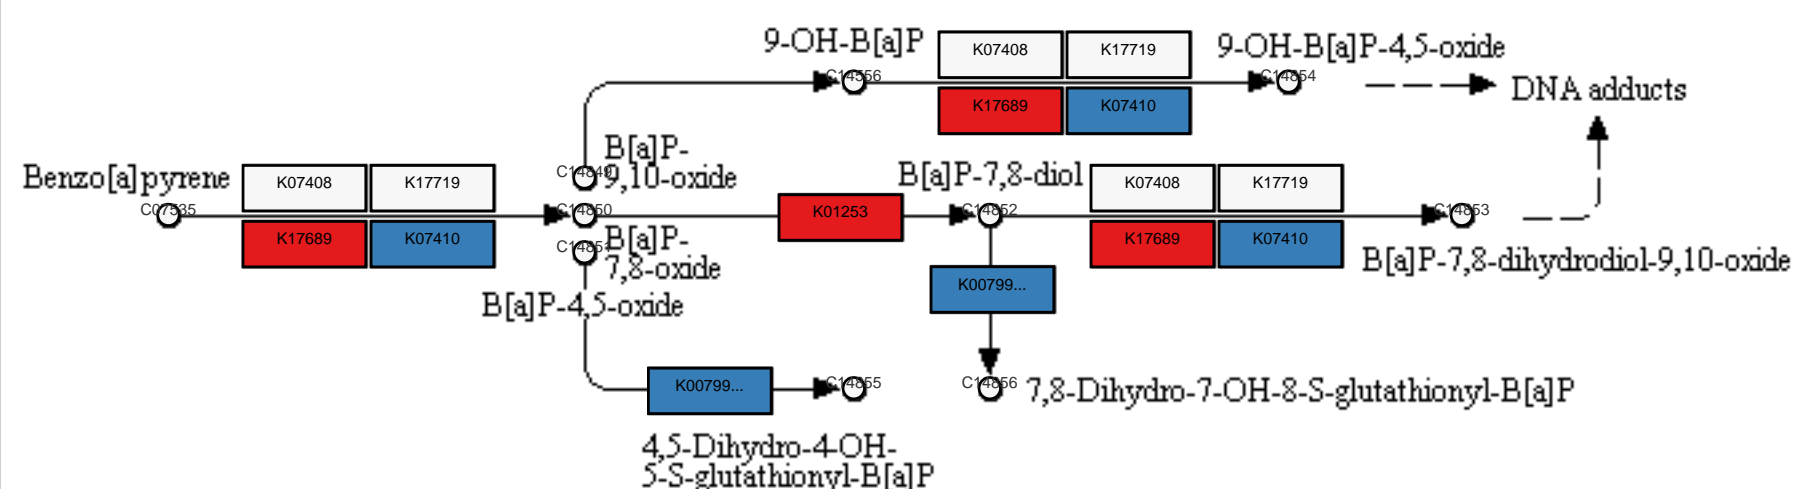 9-OH-B[a]P
K07408
K17719
9-OH-B[a]P-4,5-oxide
C14556
C14854
DNA adducts
K17689
K07410
Benzo[a]pyrene
K07408
K17719
B[a]P-
9,10-oxide
C14849
B[a]P-7,8-diol
K07408
K17719
C07535
C14850
K01253
C14852
C14853
K17689
K07410
C14851
B[a]P-
7,8-oxide
K17689
K07410
B[a]P-7,8-dihydrodiol-9,10-oxide
B[a]P-4,5-oxide
K00799...
K00799...
C14855
C14856
7,8-Dihydro-7-OH-8-S-glutathionyl-B[a]P
4,5-Dihydro-4-OH-
5-S-glutathionyl-B[a]P